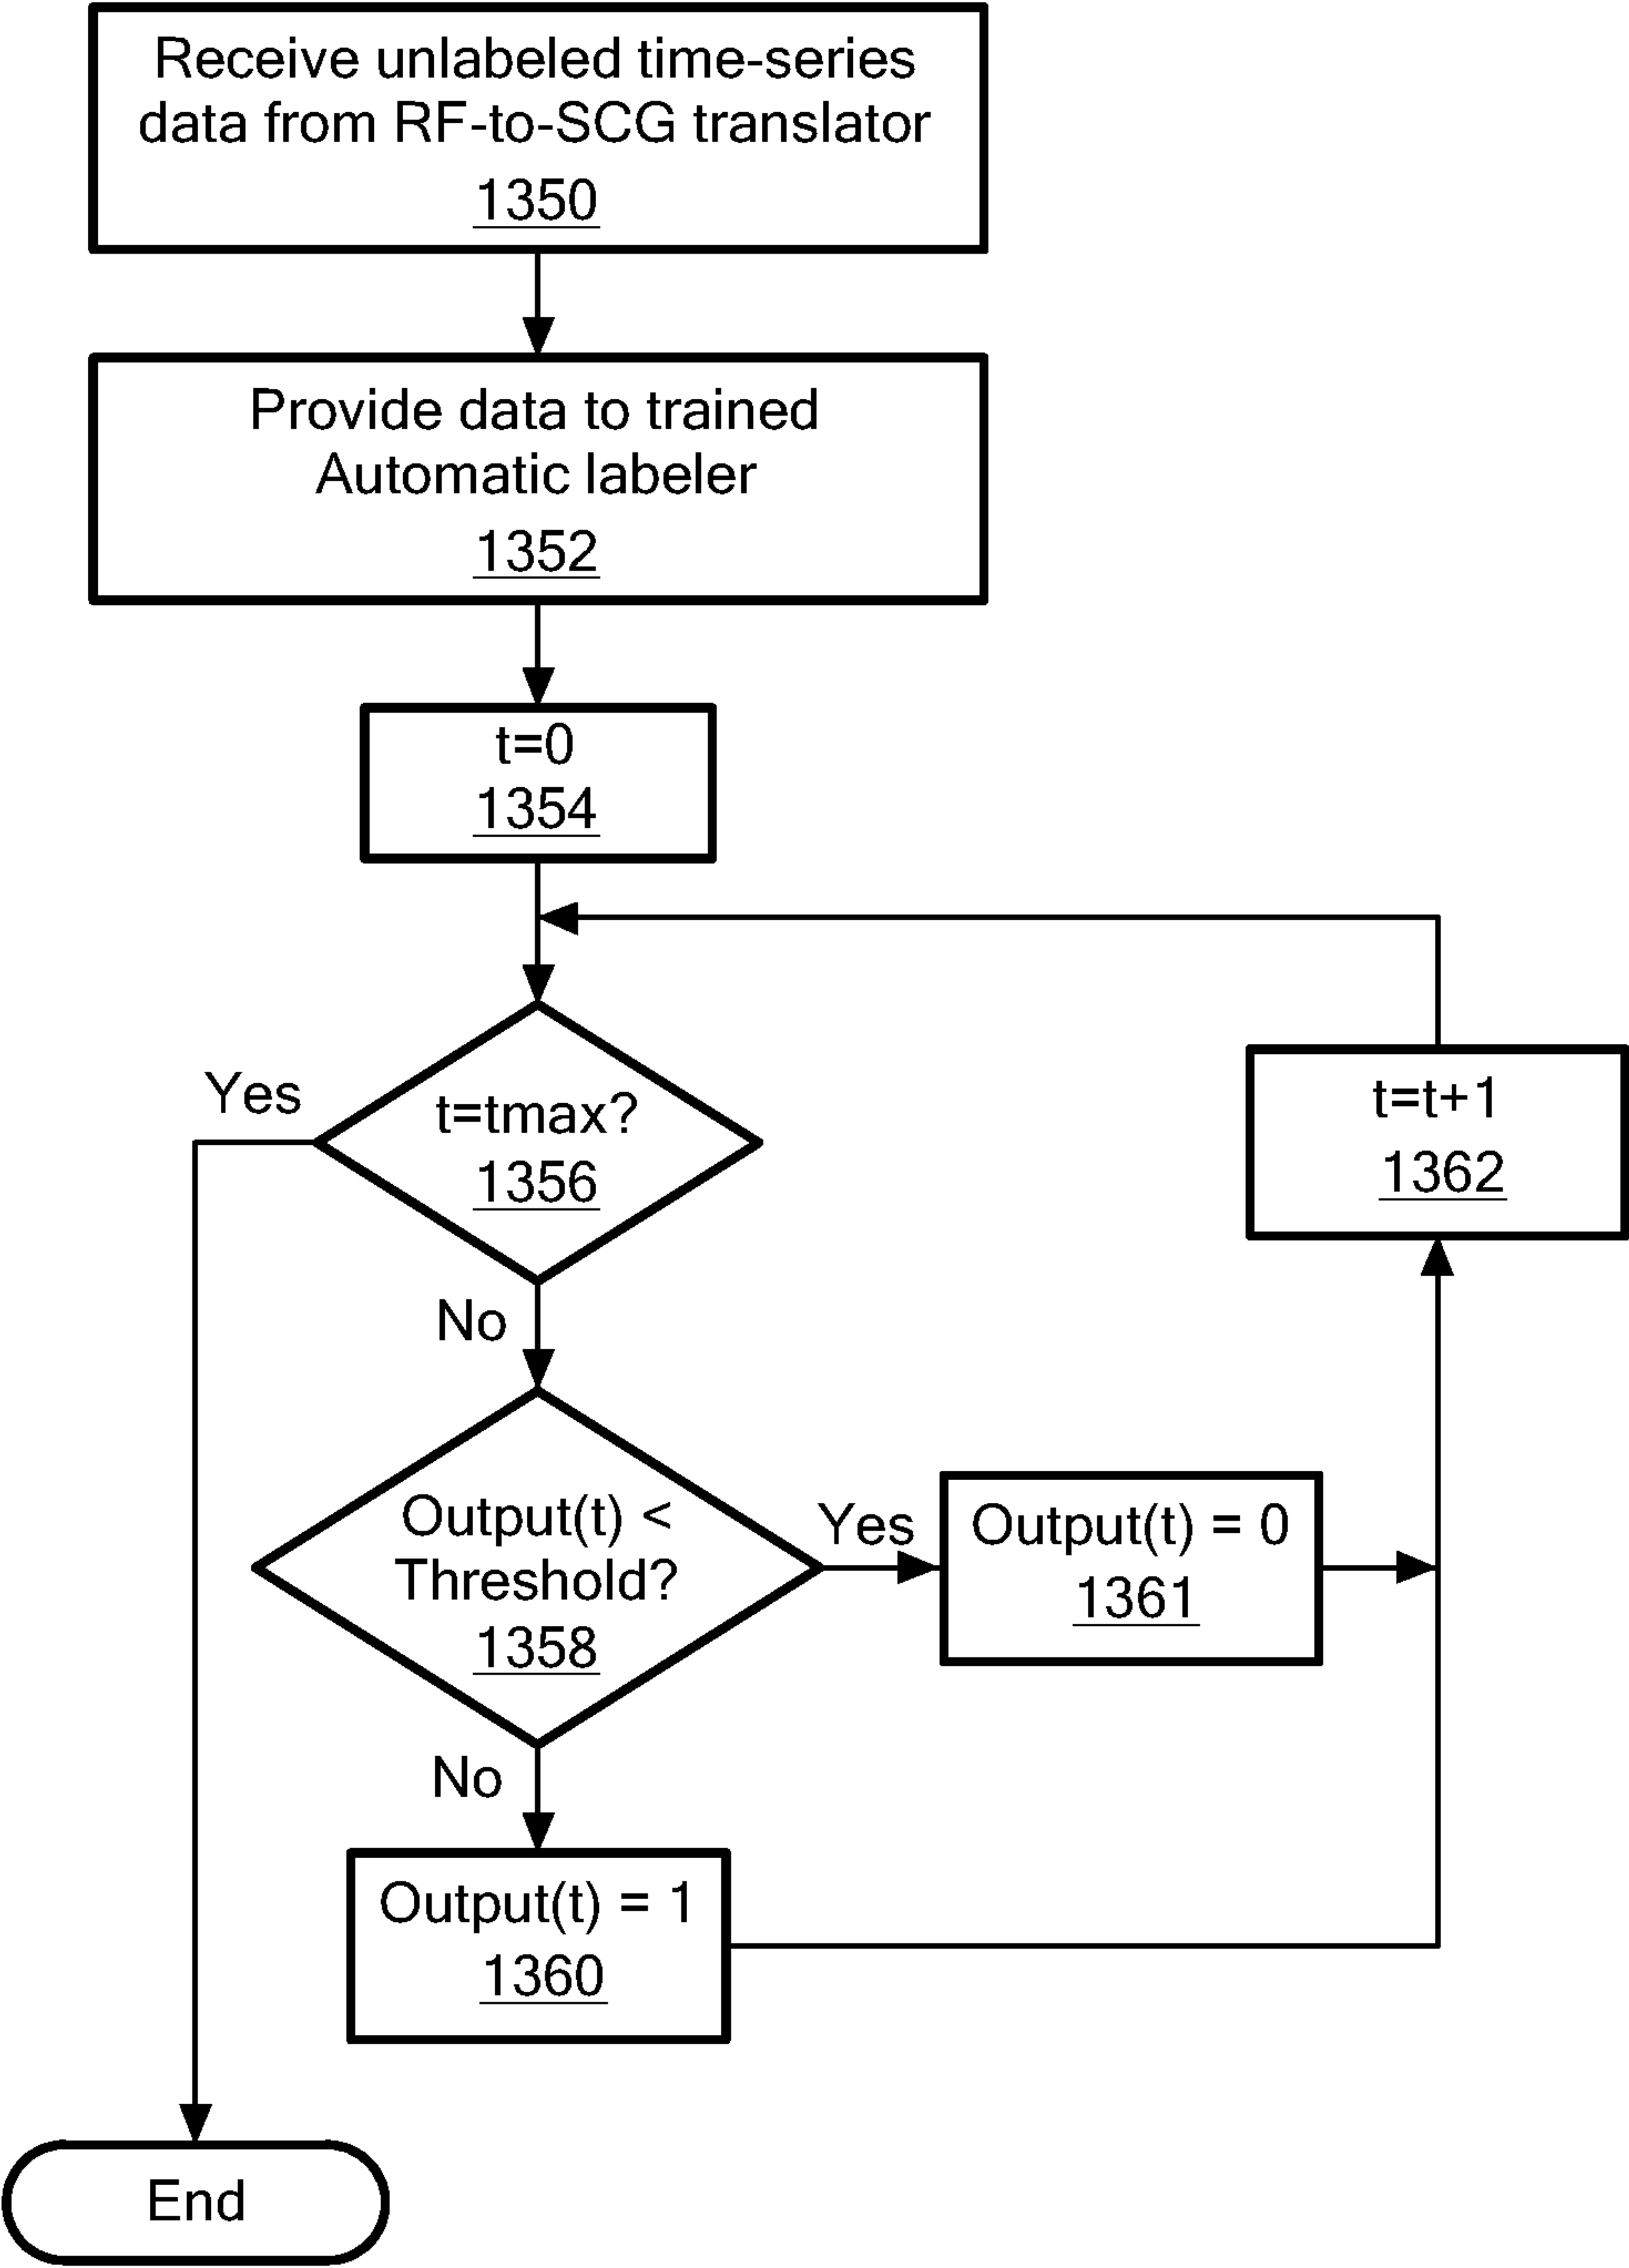 Receive unlabeled time-series
data from RF-to-SCG translator
1350
Provide data to trained
Automatic labeler
1352
t=0
1354
Yes
t=tmax?
1356
t=t+1
1362
No
Output(t) <
Threshold?
1358
Yes
Output(t) = 0
1361
No
Output(t) = 1
1360
End